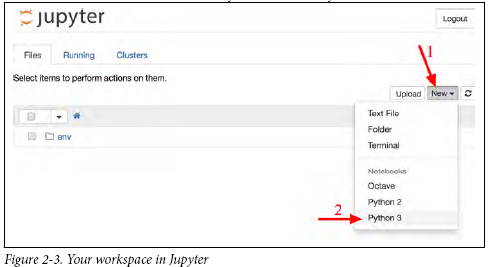 jupyter
Logout
Files Running Clusters
1
Select items to perform actions on them.
Upload New
env
Text File
Folder
Terminal
Notebooks
Octave
Python 2
2
Python 3
Figure 2-3. Your workspace in Jupyter